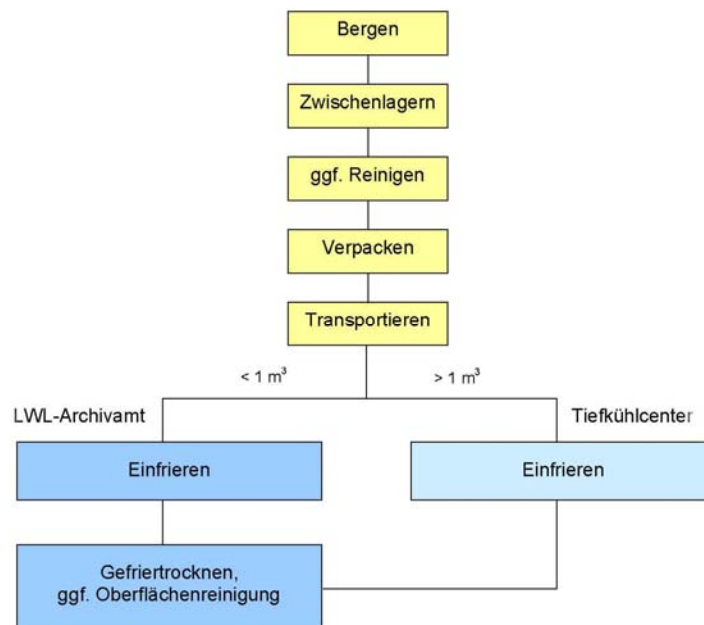 Bergen
Zwischenlagern
ggf. Reinigen
Verpacken
Transportieren
< 1 m³
> 1 m³
LWL-Archivamt
Tiefkühlcenter
Einfrieren
Einfrieren
Gefriertrocknen,
ggf. Oberflächenreinigung